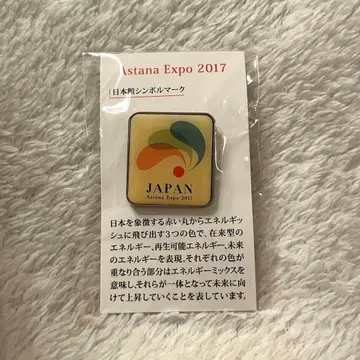 Astana Expo 2017
日本館シンボルマーク
JAPAN
Astana Expo 2017
日本を象徴する赤い丸からエネルギッ
シュに飛び出す3つの色で、在来型の
エネルギー、再生可能エネルギー、未来
のエネルギーを表現。それぞれの色が
重なり合う部分はエネルギーミックスを
意味し、それらが一体となって未来に向
けて上昇していくことを表しています。